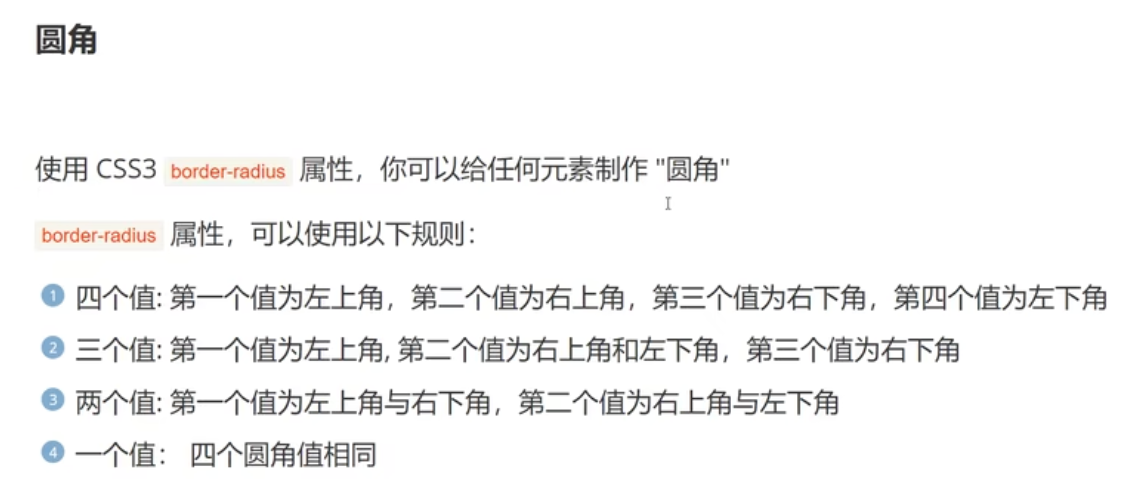 圆角
使用 CSS3 border-radius 属性，你可以给任何元素制作 "圆角"
border-radius 属性，可以使用以下规则：
1 四个值: 第一个值为左上角，第二个值为右上角，第三个值为右下角，第四个值为左下角
2 三个值: 第一个值为左上角, 第二个值为右上角和左下角，第三个值为右下角
3 两个值: 第一个值为左上角与右下角，第二个值为右上角与左下角
4 一个值： 四个圆角值相同